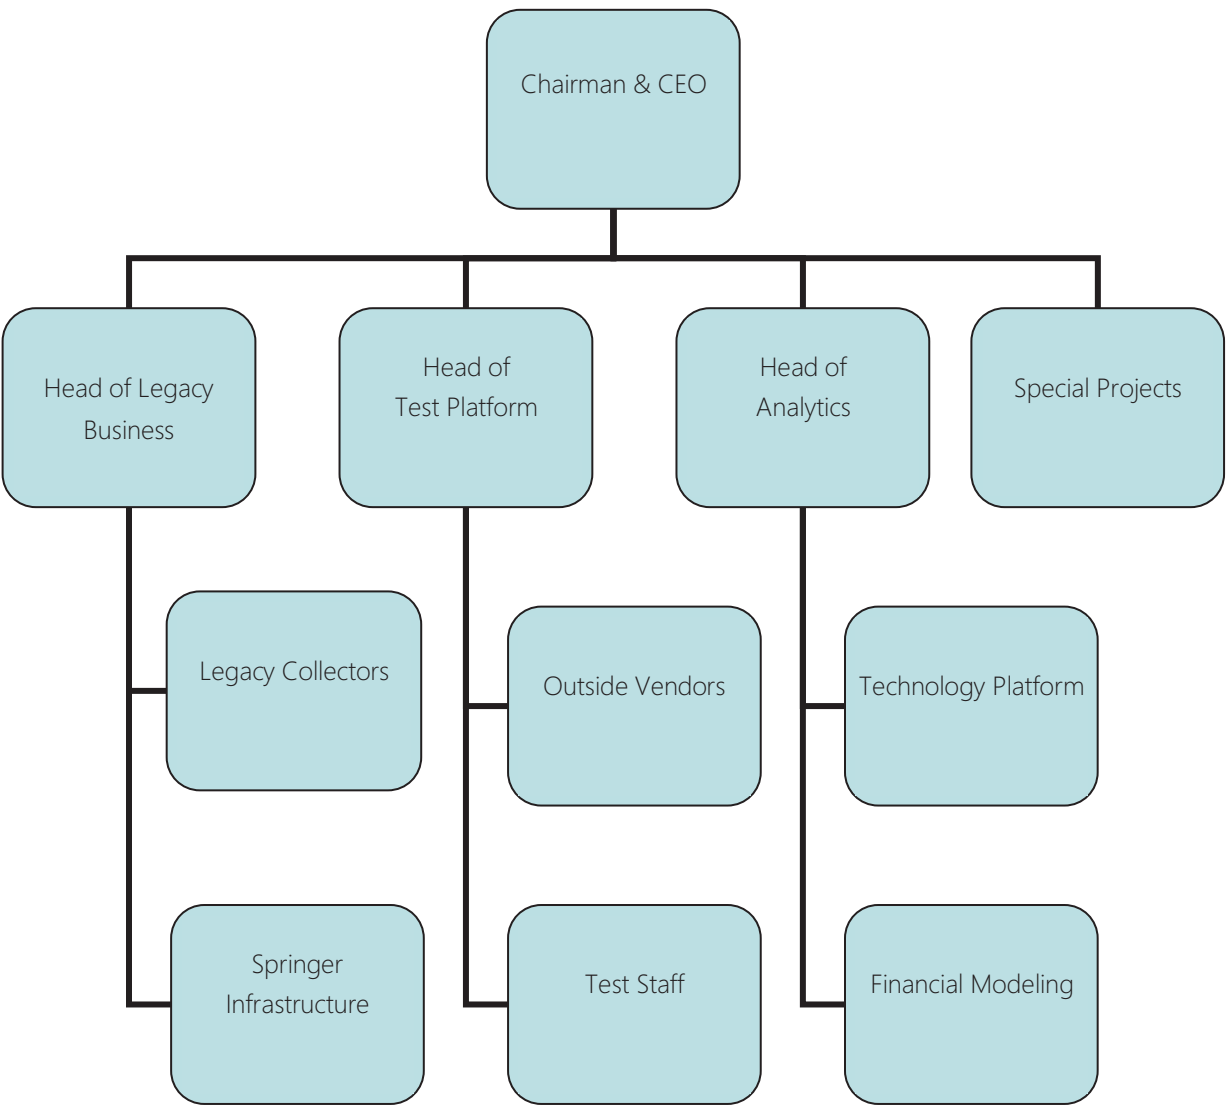 Chairman & CEO
Head of Legacy
Business
Head of
Test Platform
Head of
Analytics
Special Projects
Legacy Collectors
Outside Vendors
Technology Platform
Springer
Infrastructure
Test Staff
Financial Modeling